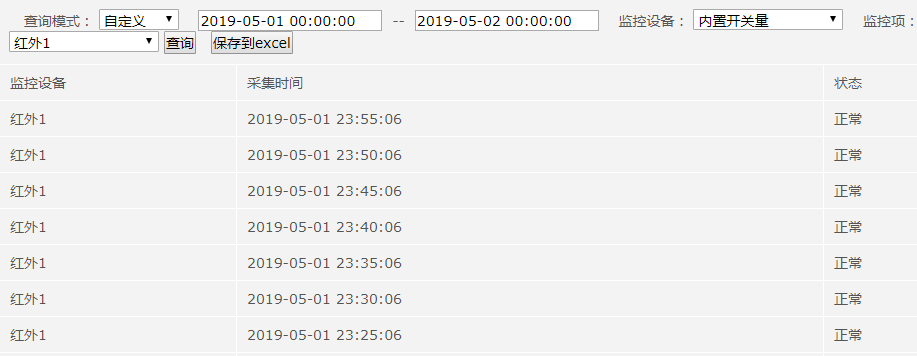 查询模式： 自定义 2019-05-01 00:00:00 -- 2019-05-02 00:00:00 监控设备： 内置开关量 监控项：
红外1 查询 保存到excel
监控设备 采集时间 状态
红外1 2019-05-01 23:55:06 正常
红外1 2019-05-01 23:50:06 正常
红外1 2019-05-01 23:45:06 正常
红外1 2019-05-01 23:40:06 正常
红外1 2019-05-01 23:35:06 正常
红外1 2019-05-01 23:30:06 正常
红外1 2019-05-01 23:25:06 正常